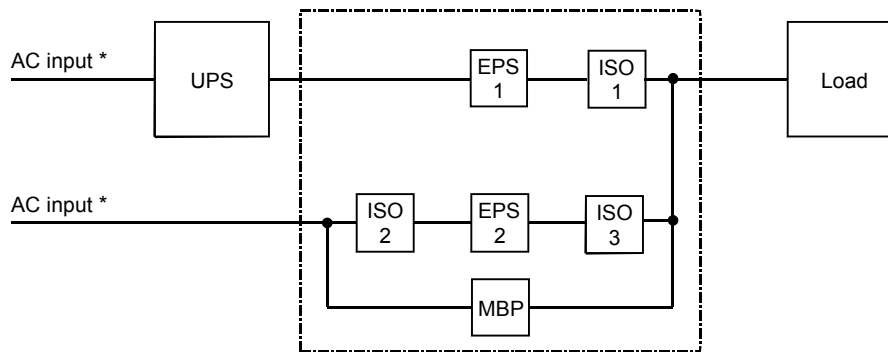 AC input *
UPS
EPS
1
ISO
1
Load
AC input *
ISO
2
EPS
2
ISO
3
MBP